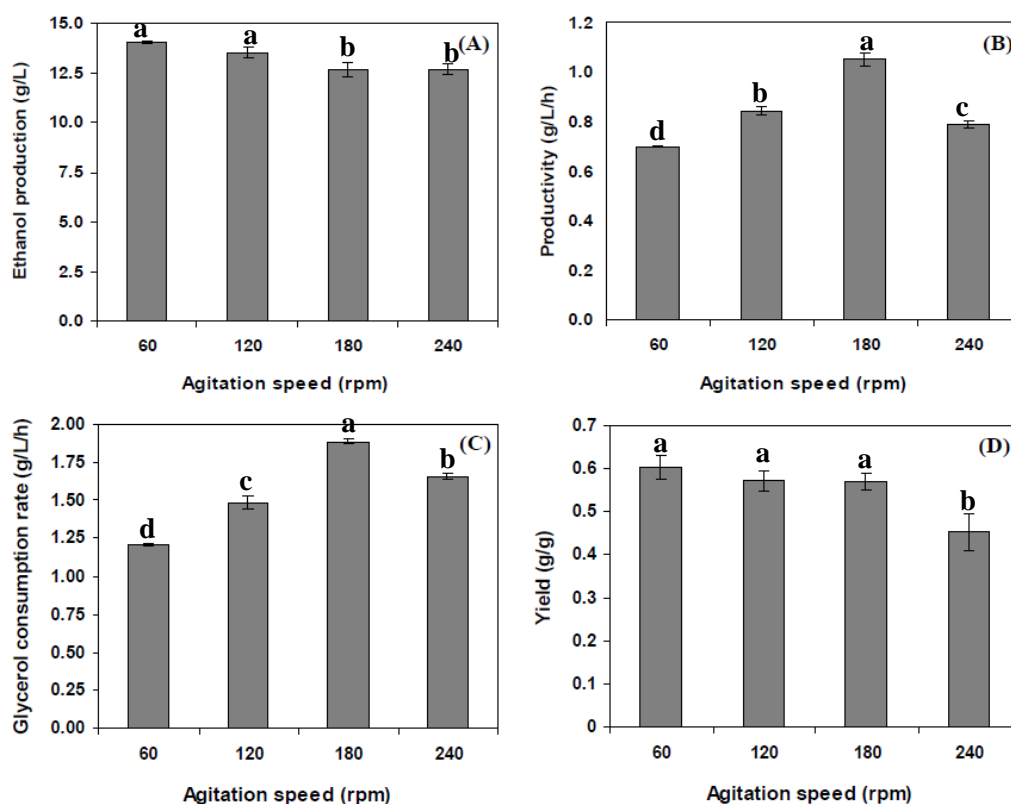 (A)
Ethanol production (g/L)
15.0
12.5
10.0
7.5
5.0
2.5
0.0
a a b b
60 120 180 240
Agitation speed (rpm)
(B)
Productivity (g/L/h)
1.2
1.0
0.8
0.6
0.4
0.2
0.0
d b a c
60 120 180 240
Agitation speed (rpm)
(C)
Glycerol consumption rate (g/L/h)
2.00
1.75
1.50
1.25
1.00
0.75
0.50
0.25
0.00
d c a b
60 120 180 240
Agitation speed (rpm)
(D)
Yield (g/g)
0.7
0.6
0.5
0.4
0.3
0.2
0.1
0
a a a b
60 120 180 240
Agitation speed (rpm)